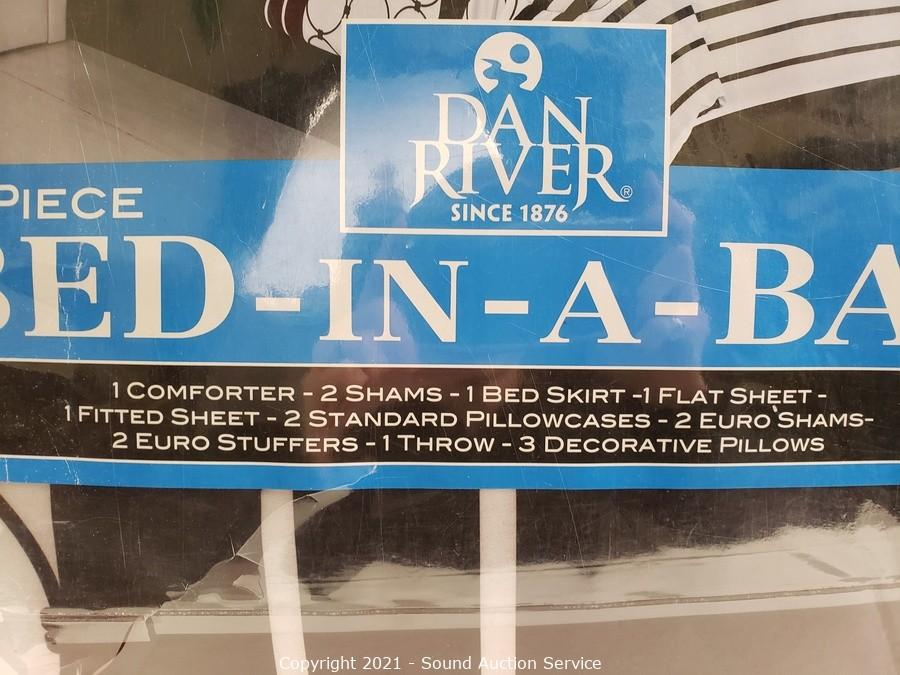 DAN
RIVER®
SINCE 1876
PIECE
BED-IN-A-BA
1 COMFORTER - 2 SHAMS - 1 BED SKIRT -1 FLAT SHEET -
1 FITTED SHEET - 2 STANDARD PILLOWCASES - 2 EURO SHAMS-
2 EURO STUFFERS - 1 THROW - 3 DECORATIVE PILLOWS
Copyright 2021 - Sound Auction Service